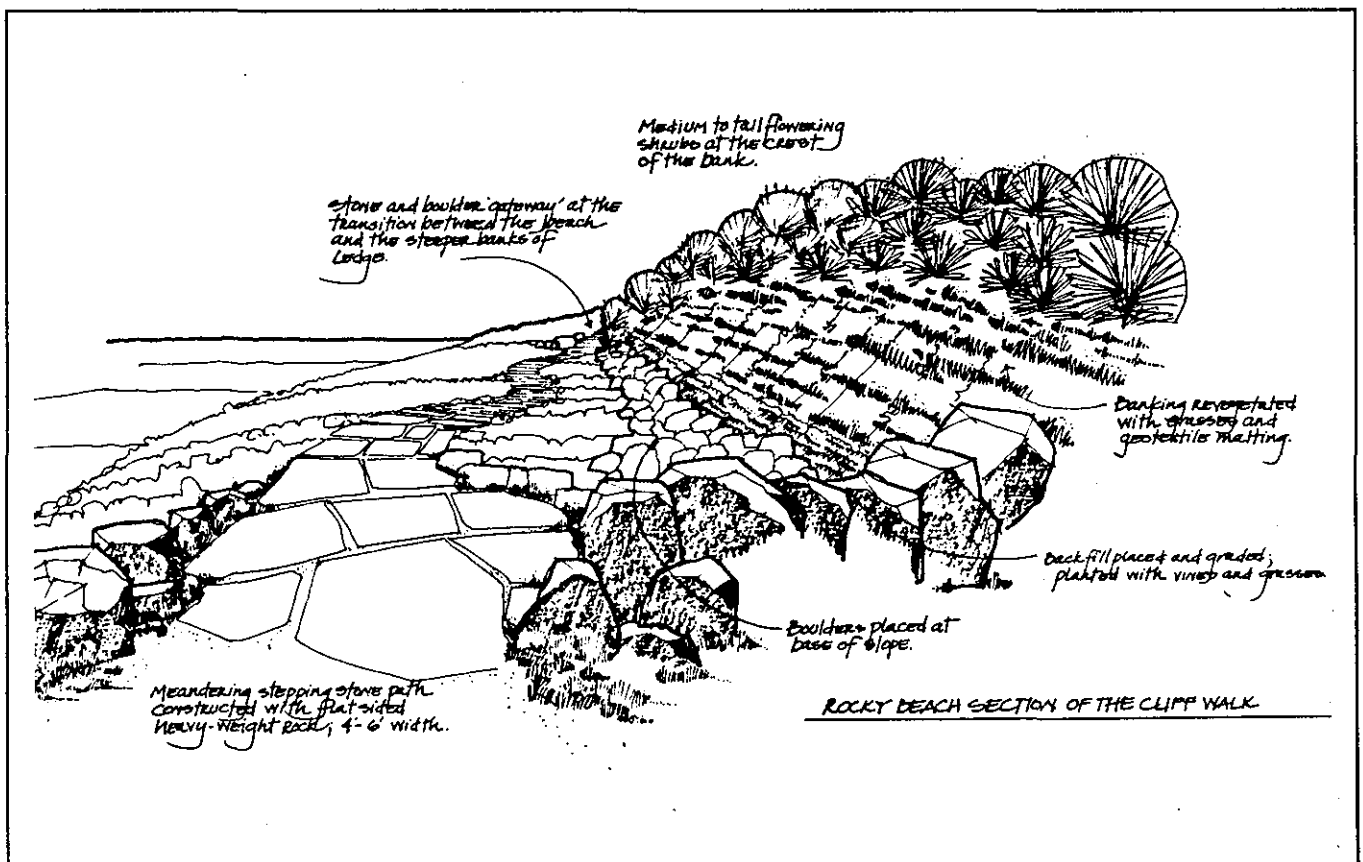 Medium to tall flowering
shrubs at the crest
of the bank.
Stone and boulder 'gateway' at the
transition between the beach
and the steeper banks of
Ledge.
Banking revegetated
with grasses and
geotextile matting.
Backfill placed and graded;
planted with vines and grasses
Boulders placed at
base of slope.
Meandering stepping stone path
constructed with flat sided
heavy-weight rock; 4'-6' width.
ROCKY BEACH SECTION OF THE CLIFF WALK